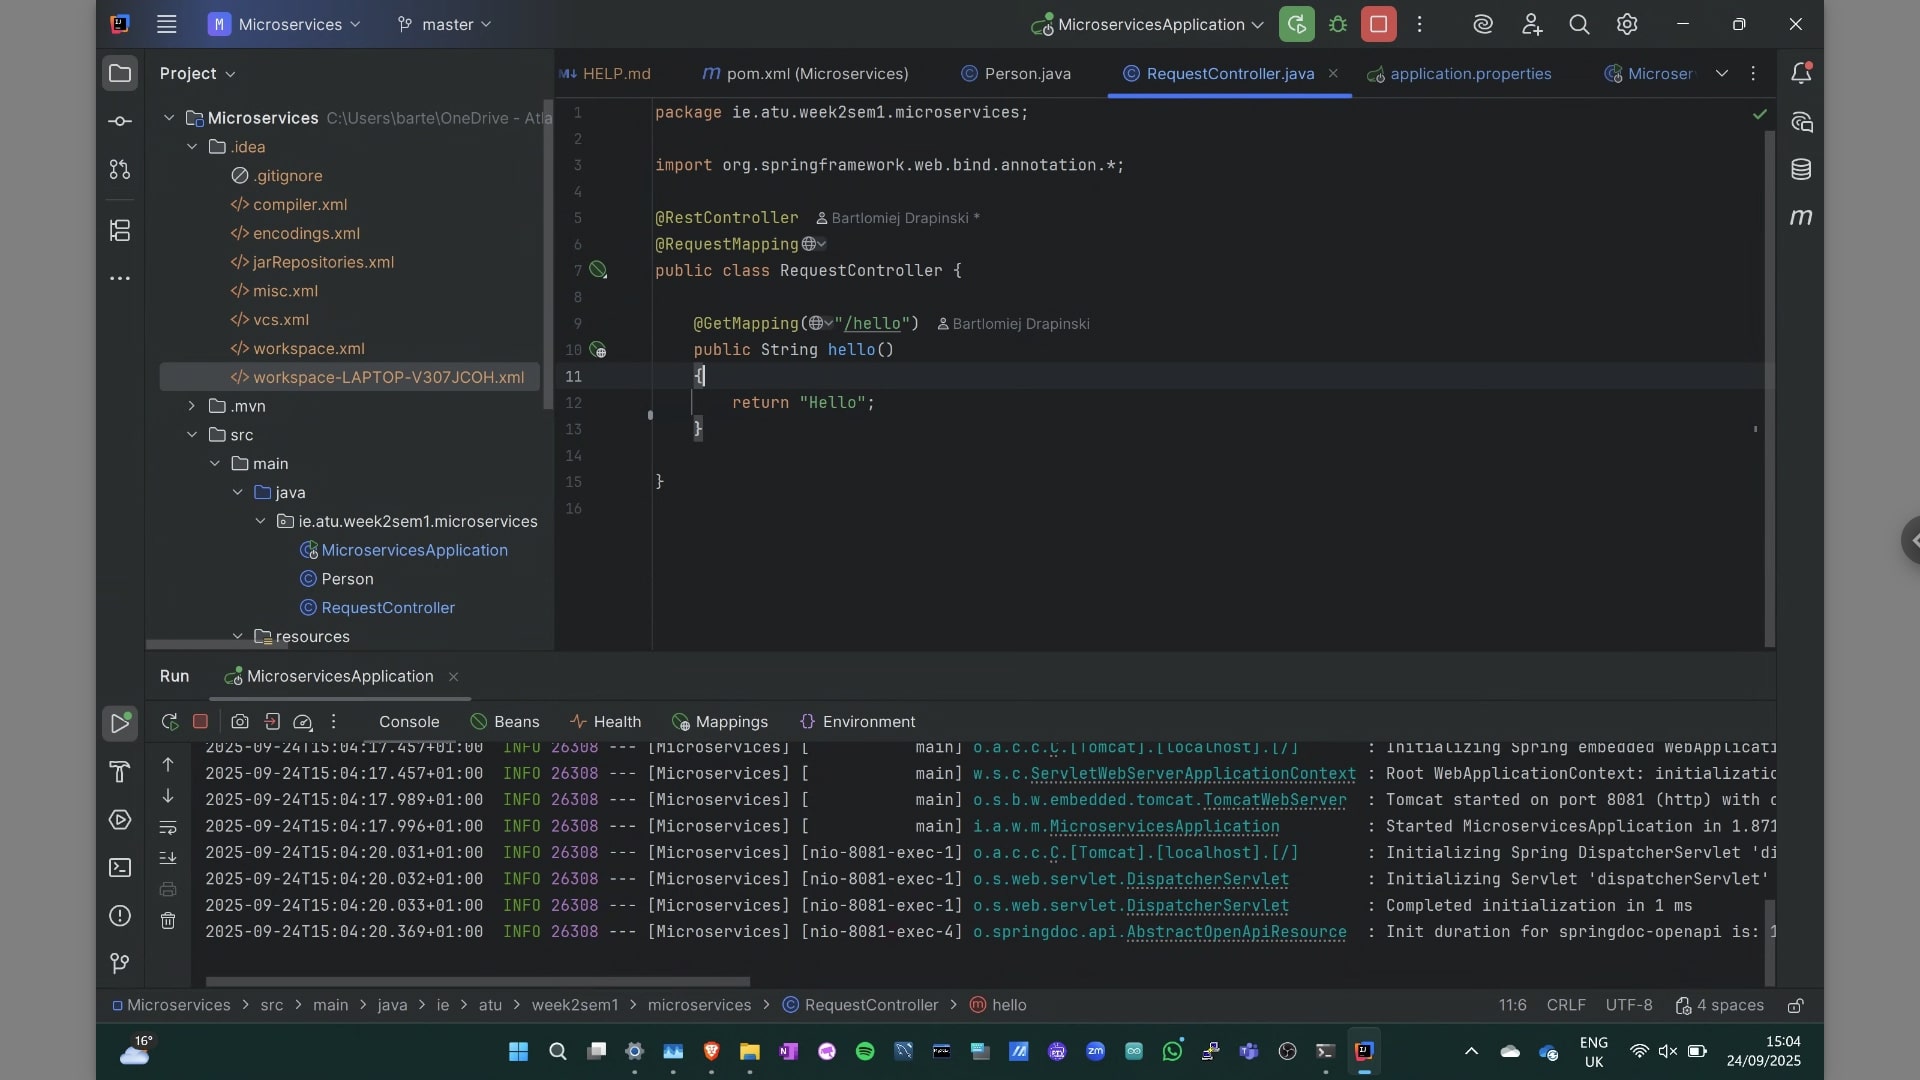 M Microservices
master
MicroservicesApplication
Project
HELP.md
pom.xml (Microservices)
Person.java
RequestController.java
application.properties
Microser
Microservices C:\Users\barte\OneDrive - Atla
.idea
.gitignore
compiler.xml
encodings.xml
jarRepositories.xml
misc.xml
vcs.xml
workspace.xml
workspace-LAPTOP-V307JCOH.xml
.mvn
src
main
java
ie.atu.week2sem1.microservices
MicroservicesApplication
Person
RequestController
resources
1 package ie.atu.week2sem1.microservices;
2
3 import org.springframework.web.bind.annotation.*;
4
5 @RestController Bartlomiej Drapinski *
6 @RequestMapping
7 public class RequestController {
8
9 @GetMapping("/hello") Bartlomiej Drapinski
10 public String hello()
11 {
12 return "Hello";
13 }
14
15 }
16
Run
MicroservicesApplication
Console
Beans
Health
Mappings
Environment
2025-09-24T15:04:17.457+01:00 INFO 26308 --- [Microservices] [ main] o.a.c.c.C.[Tomcat].[localhost].[/] : Initializing Spring embedded WebApplicati
2025-09-24T15:04:17.457+01:00 INFO 26308 --- [Microservices] [ main] w.s.c.ServletWebServerApplicationContext : Root WebApplicationContext: initializatio
2025-09-24T15:04:17.989+01:00 INFO 26308 --- [Microservices] [ main] o.s.b.w.embedded.tomcat.TomcatWebServer : Tomcat started on port 8081 (http) with c
2025-09-24T15:04:17.996+01:00 INFO 26308 --- [Microservices] [ main] i.a.w.m.MicroservicesApplication : Started MicroservicesApplication in 1.871
2025-09-24T15:04:20.031+01:00 INFO 26308 --- [Microservices] [nio-8081-exec-1] o.a.c.c.C.[Tomcat].[localhost].[/] : Initializing Spring DispatcherServlet 'di
2025-09-24T15:04:20.032+01:00 INFO 26308 --- [Microservices] [nio-8081-exec-1] o.s.web.servlet.DispatcherServlet : Initializing Servlet 'dispatcherServlet'
2025-09-24T15:04:20.033+01:00 INFO 26308 --- [Microservices] [nio-8081-exec-1] o.s.web.servlet.DispatcherServlet : Completed initialization in 1 ms
2025-09-24T15:04:20.369+01:00 INFO 26308 --- [Microservices] [nio-8081-exec-4] o.springdoc.api.AbstractOpenApiResource : Init duration for springdoc-openapi is: 1
Microservices > src > main > java > ie > atu > week2sem1 > microservices > RequestController > hello
11:6 CRLF UTF-8 4 spaces
16°
ENG
UK
15:04
24/09/2025